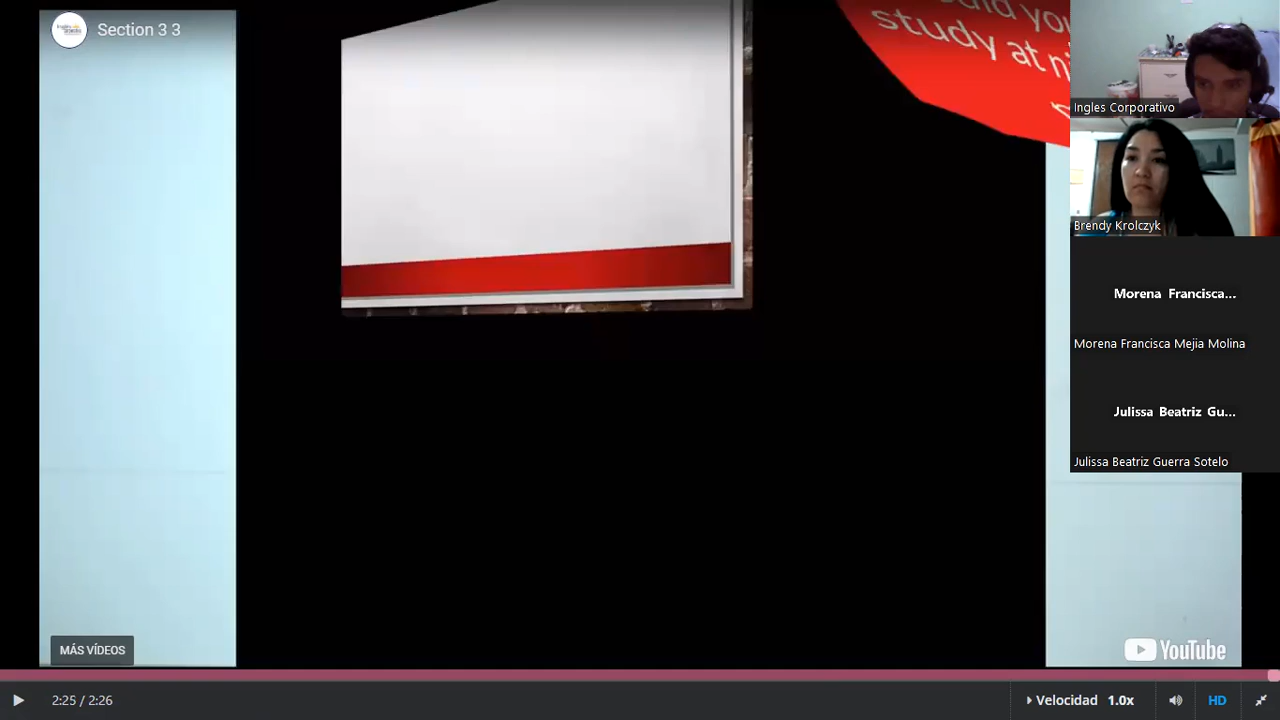 Section 3 3
you
study at
Ingles Corporativo
Brendy Krolczyk
Morena Francisca...
Morena Francisca Mejia Molina
Julissa Beatriz Gu...
Julissa Beatriz Guerra Sotelo
MÁS VÍDEOS
YouTube
2:25 / 2:26
Velocidad 1.0x
HD